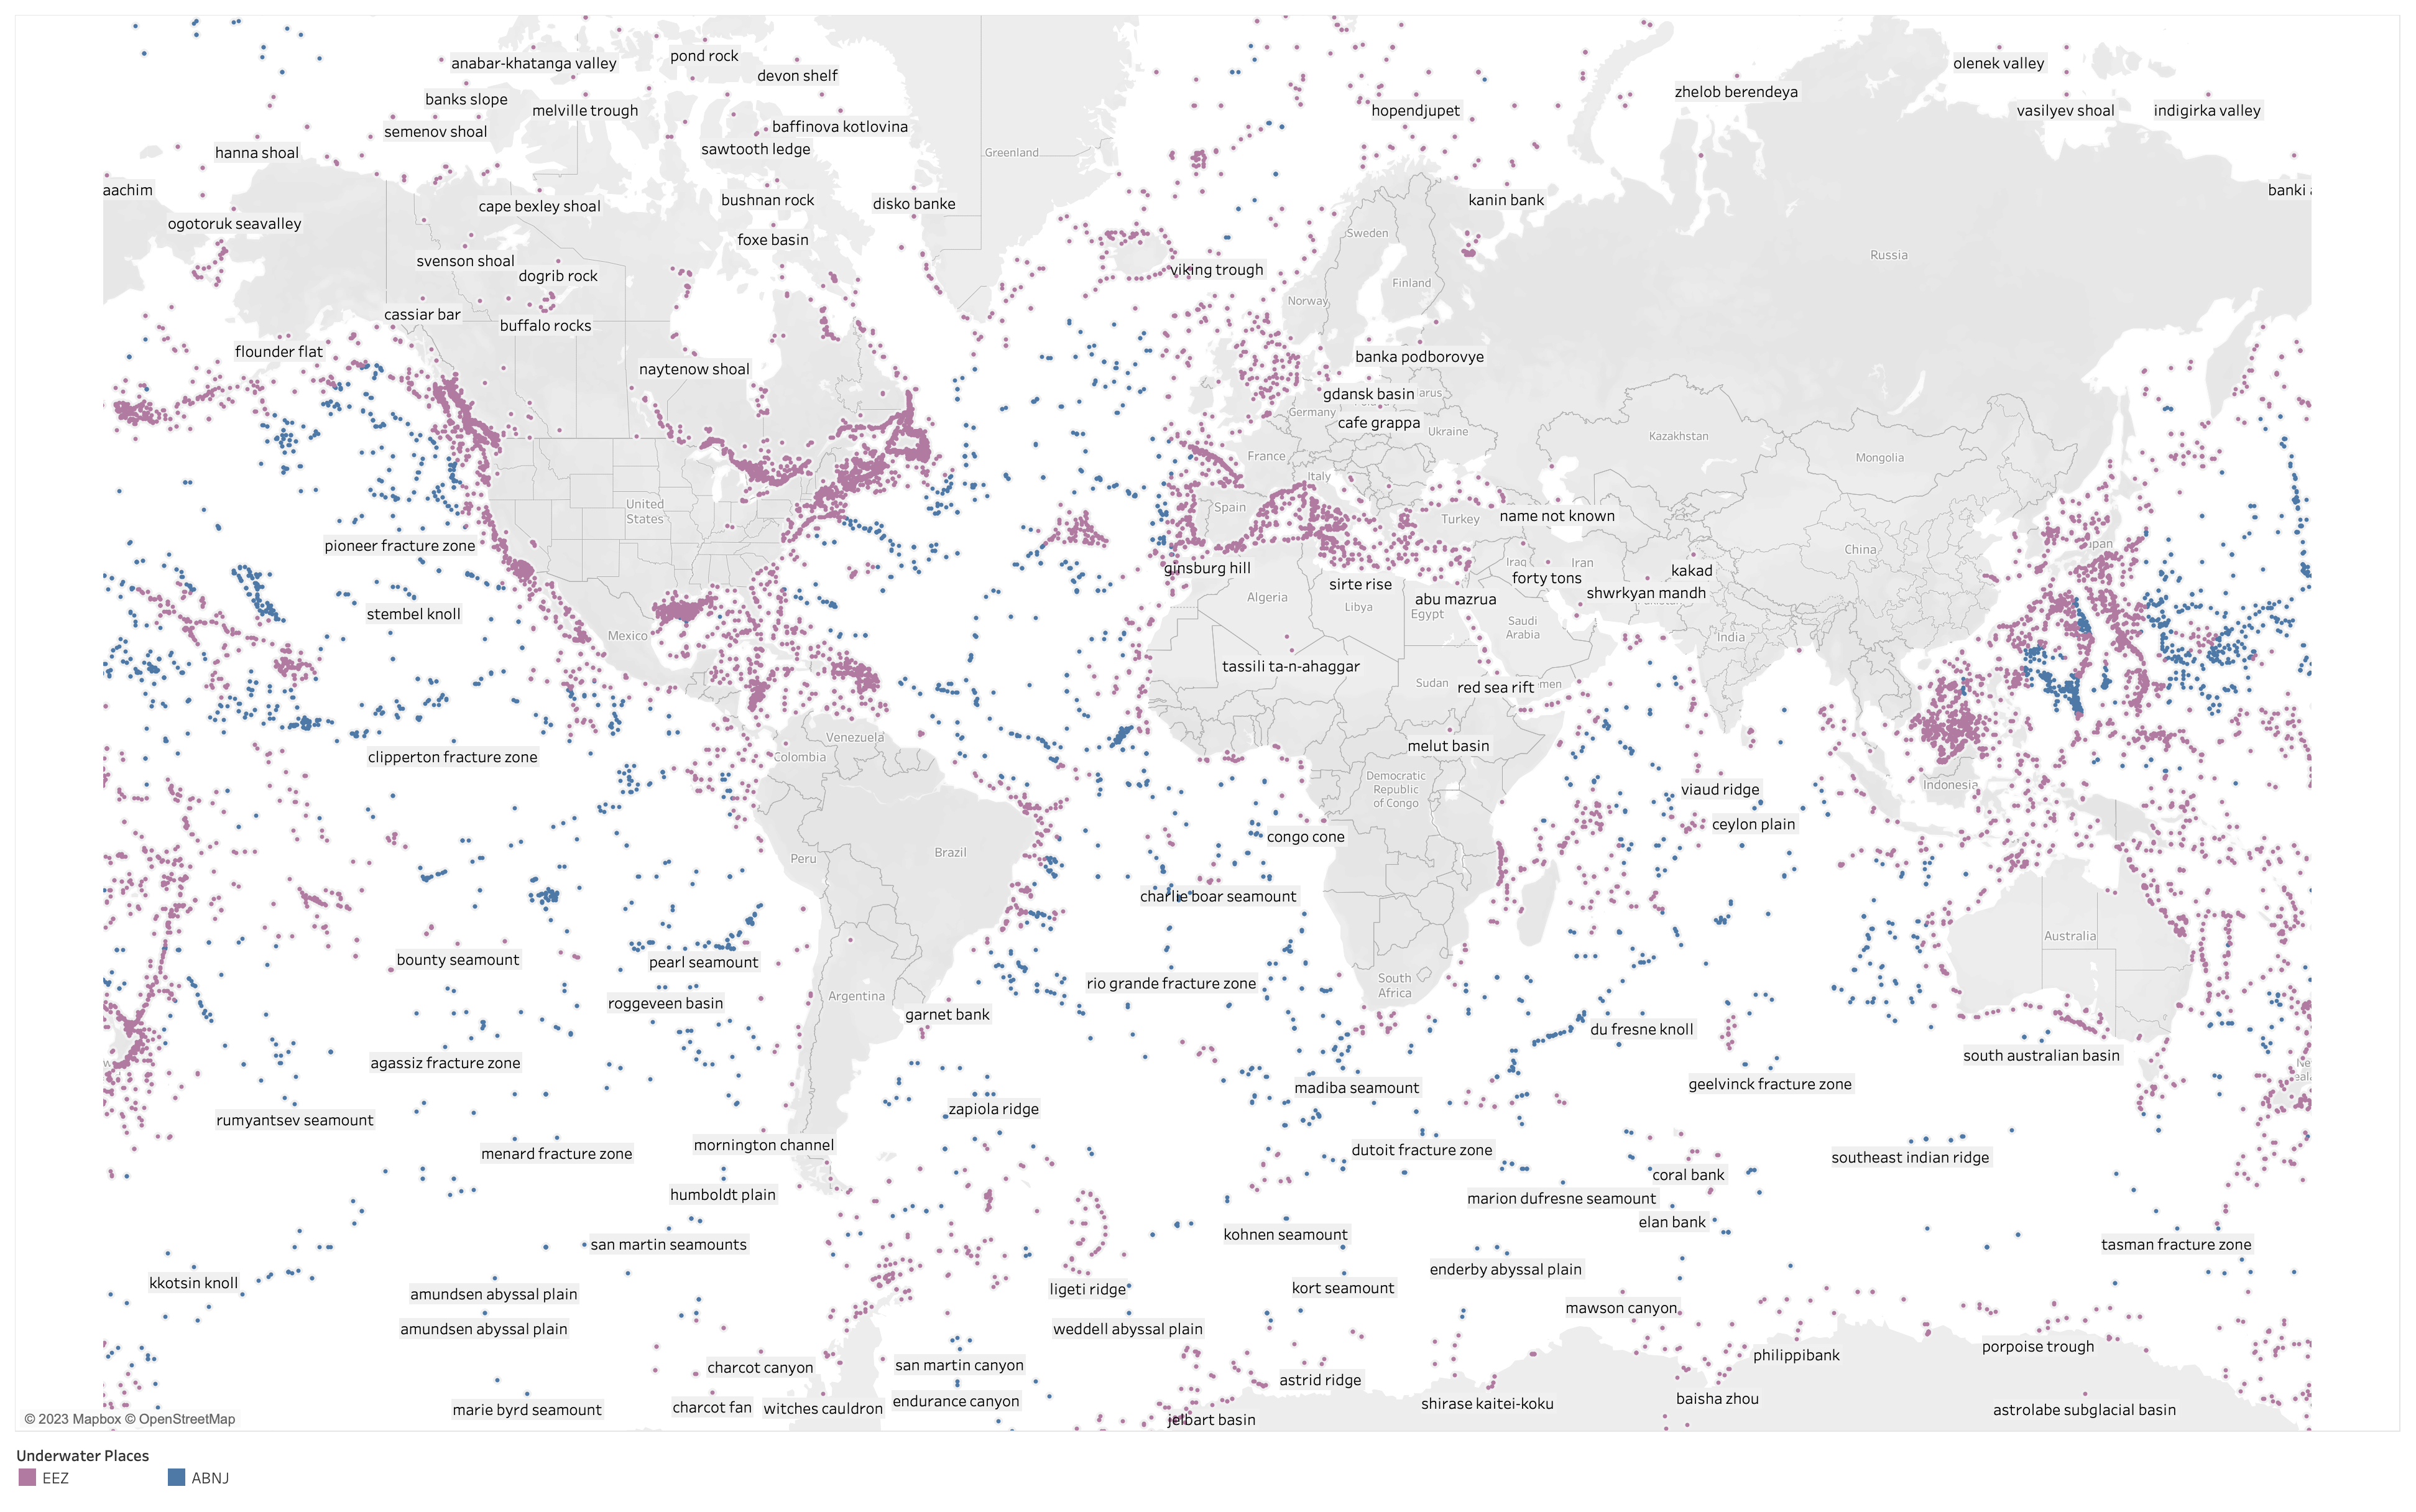 pond rock
anabar-khatanga valley
olenek valley
devon shelf
zhelob berendeya
banks slope
melville trough
hopendjupet
vasilyev shoal
indigirka valley
baffinova kotlovina
semenov shoal
sawtooth ledge
hanna shoal
Greenland
aachim
banki
kanin bank
bushnan rock
disko banke
cape bexley shoal
ogotoruk seavalley
Sweden
foxe basin
Russia
svenson shoal
viking trough
dogrib rock
Finland
Norway
cassiar bar
buffalo rocks
flounder flat
banka podborovye
naytenow shoal
gdansk basin
arus
Germany
cafe grappa
Ukraine
Kazakhstan
France
Mongolia
Italy
United
States
Spain
name not known
Turkey
pioneer fracture zone
japan
China
Iraq
Iran
ginsburg hill
kakad
forty tons
sirte rise
shwrkyan mandh
Algeria
abu mazrua
Libya
Egypt
stembel knoll
Saudi
Arabia
Mexico
India
tassili ta-n-ahaggar
Sudan
red sea rift
men
Venezuela
melut basin
clipperton fracture zone
Colombia
Democratic
Republic
of Congo
Indonesia
viaud ridge
ceylon plain
congo cone
Peru
Brazil
charlie boar seamount
Australia
bounty seamount
pearl seamount
South
Africa
rio grande fracture zone
Argentina
roggeveen basin
garnet bank
du fresne knoll
south australian basin
agassiz fracture zone
w
Ne
eala
geelvinck fracture zone
madiba seamount
zapiola ridge
rumyantsev seamount
mornington channel
dutoit fracture zone
menard fracture zone
southeast indian ridge
coral bank
humboldt plain
marion dufresne seamount
elan bank
kohnen seamount
san martin seamounts
tasman fracture zone
enderby abyssal plain
kkotsin knoll
kort seamount
ligeti ridge
amundsen abyssal plain
mawson canyon
amundsen abyssal plain
weddell abyssal plain
porpoise trough
philippibank
san martin canyon
charcot canyon
astrid ridge
baisha zhou
endurance canyon
shirase kaitei-koku
charcot fan
witches cauldron
marie byrd seamount
astrolabe subglacial basin
jelbart basin
© 2023 Mapbox © OpenStreetMap
Underwater Places
EEZ
ABNJ